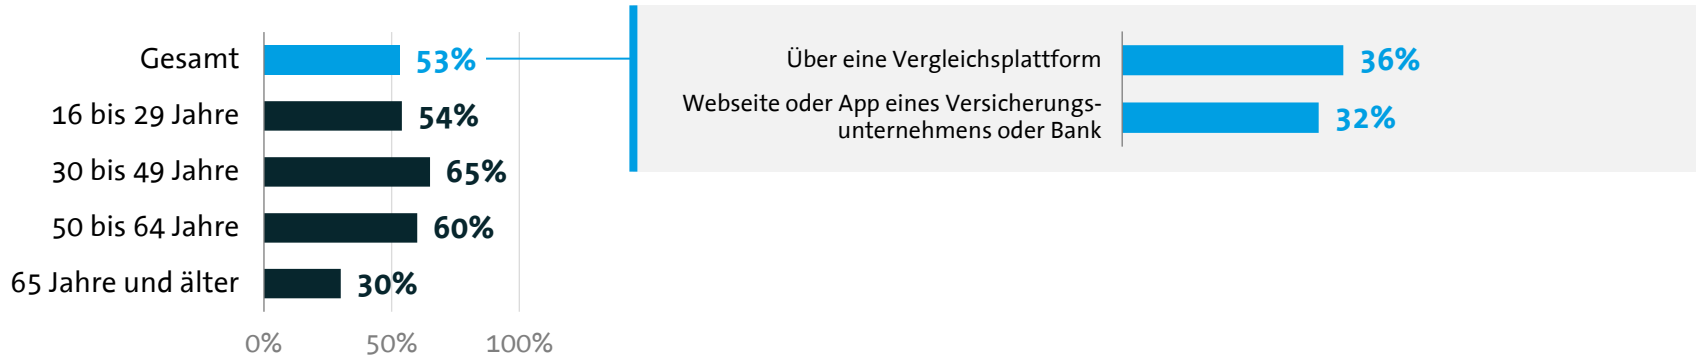 Gesamt 53%
16 bis 29 Jahre 54%
30 bis 49 Jahre 65%
50 bis 64 Jahre 60%
65 Jahre und älter 30%
0% 50% 100%
Über eine Vergleichsplattform 36%
Webseite oder App eines Versicherungs-
unternehmens oder Bank 32%